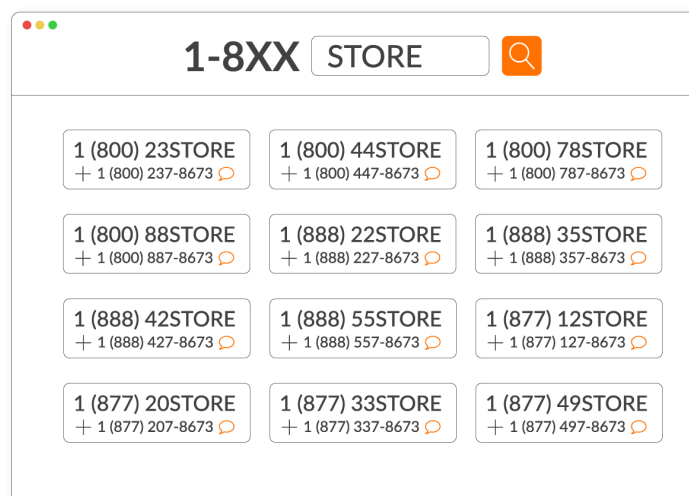 1-8XX STORE
1 (800) 23STORE
+ 1 (800) 237-8673
1 (800) 44STORE
+ 1 (800) 447-8673
1 (800) 78STORE
+ 1 (800) 787-8673
1 (800) 88STORE
+ 1 (800) 887-8673
1 (888) 22STORE
+ 1 (888) 227-8673
1 (888) 35STORE
+ 1 (888) 357-8673
1 (888) 42STORE
+ 1 (888) 427-8673
1 (888) 55STORE
+ 1 (888) 557-8673
1 (877) 12STORE
+ 1 (877) 127-8673
1 (877) 20STORE
+ 1 (877) 207-8673
1 (877) 33STORE
+ 1 (877) 337-8673
1 (877) 49STORE
+ 1 (877) 497-8673